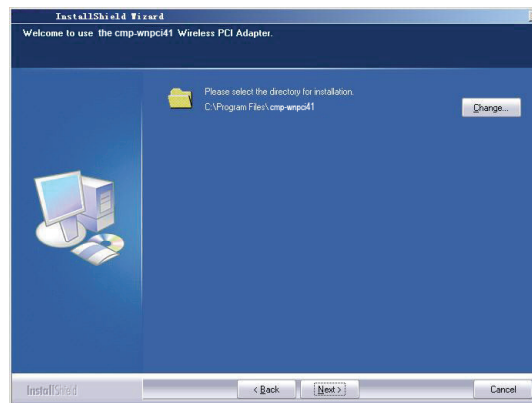 InstallShield Wizard
Welcome to use the cmp-wnpci41 Wireless PCI Adapter.
Please select the directory for installation.
C:\Program Files\cmp-wnpci41
Change...
InstallShield
< Back
Next >
Cancel